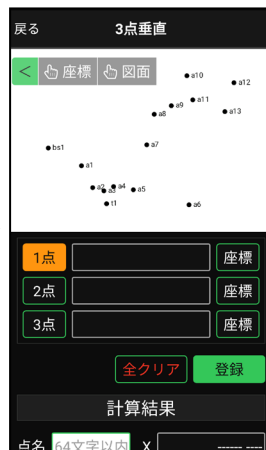 戻る 3点垂直
< 座標 図面
a10
a12
a11
a9
a13
a8
a7
bs1
a1
a2 a4
a3 a5
t1 a6
1点 座標
2点 座標
3点 座標
全クリア 登録
計算結果
点名 64文字以内 X ------ ----